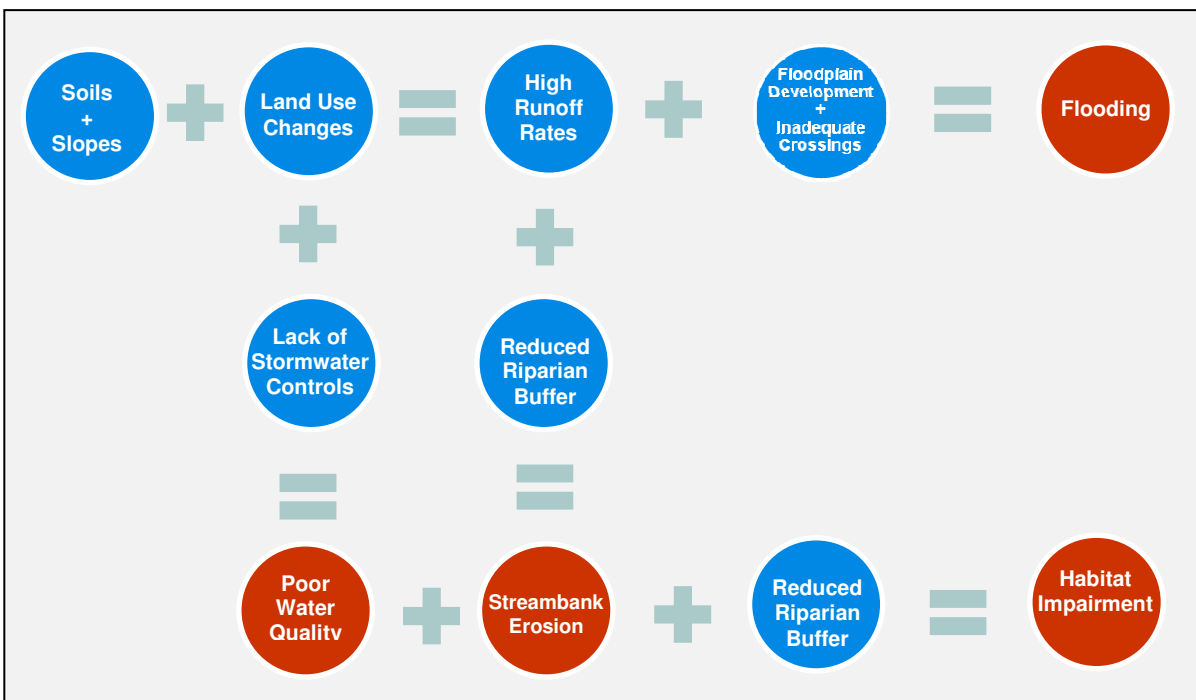 Soils
+
Slopes
Land Use
Changes
High
Runoff
Rates
Floodplain
Development
+
Inadequate
Crossings
Flooding
Lack of
Stormwater
Controls
Reduced
Riparian
Buffer
Poor
Water
Quality
Streambank
Erosion
Reduced
Riparian
Buffer
Habitat
Impairment